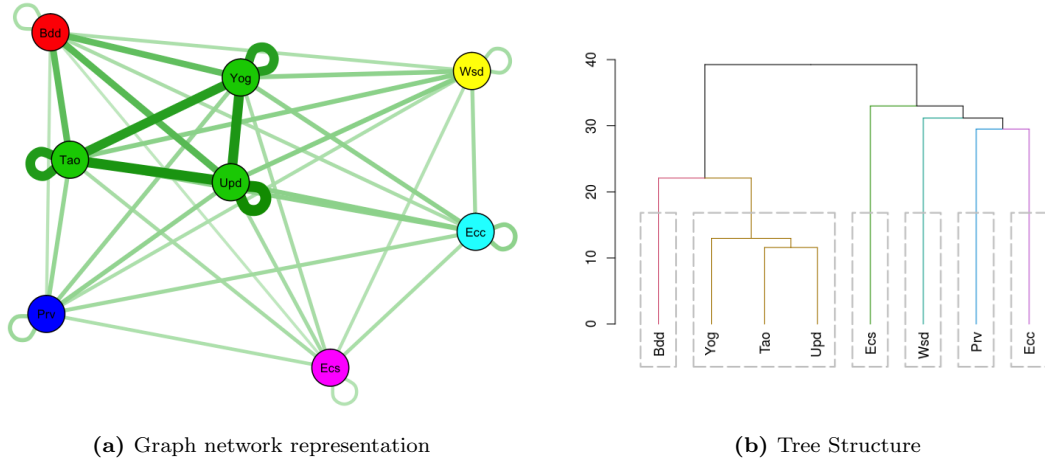 Bdd
Yog
Wsd
Tao
Upd
Ecc
Prv
Ecs
(a) Graph network representation
40
30
20
10
0
Bdd
Yog
Tao
Upd
Ecs
Wsd
Prv
Ecc
(b) Tree Structure